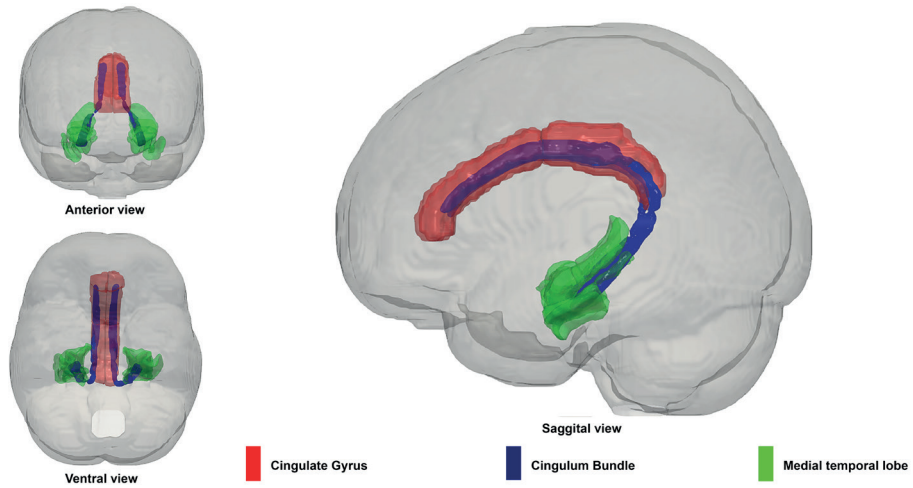 Anterior view
Saggital view
Ventral view
Cingulate Gyrus
Cingulum Bundle
Medial temporal lobe